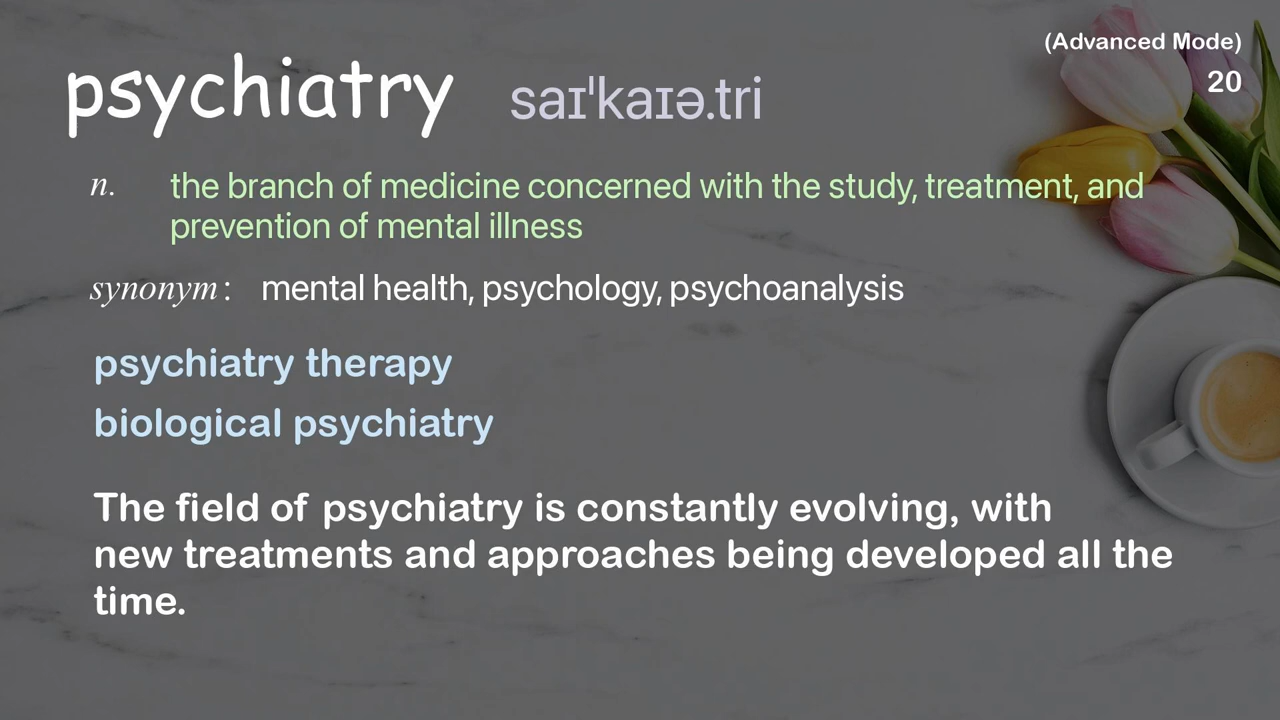 (Advanced Mode)
20
psychiatry saɪˈkaɪə.tri
n. the branch of medicine concerned with the study, treatment, and
prevention of mental illness
synonym: mental health, psychology, psychoanalysis
psychiatry therapy
biological psychiatry
The field of psychiatry is constantly evolving, with
new treatments and approaches being developed all the
time.